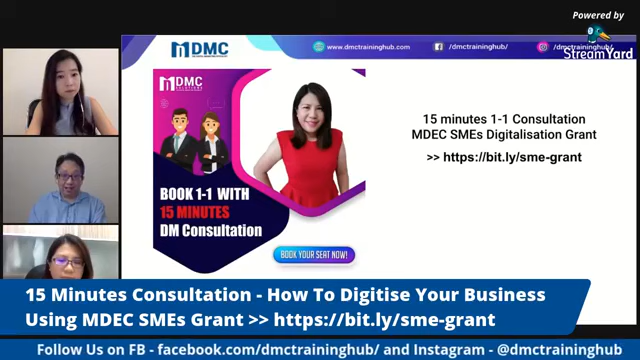 Powered by
StreamYard
DMC
www.dmctraininghub.com
/dmctraininghub/
/dmctraininghub/
DMC
SOLUTIONS
BOOK 1-1 WITH
15 MINUTES
DM Consultation
BOOK YOUR SEAT NOW!
15 minutes 1-1 Consultation
MDEC SMEs Digitalisation Grant
>> https://bit.ly/sme-grant
15 Minutes Consultation - How To Digitise Your Business
Using MDEC SMEs Grant >> https://bit.ly/sme-grant
Follow Us on FB - facebook.com/dmctraininghub/ and Instagram - @dmctraininghub